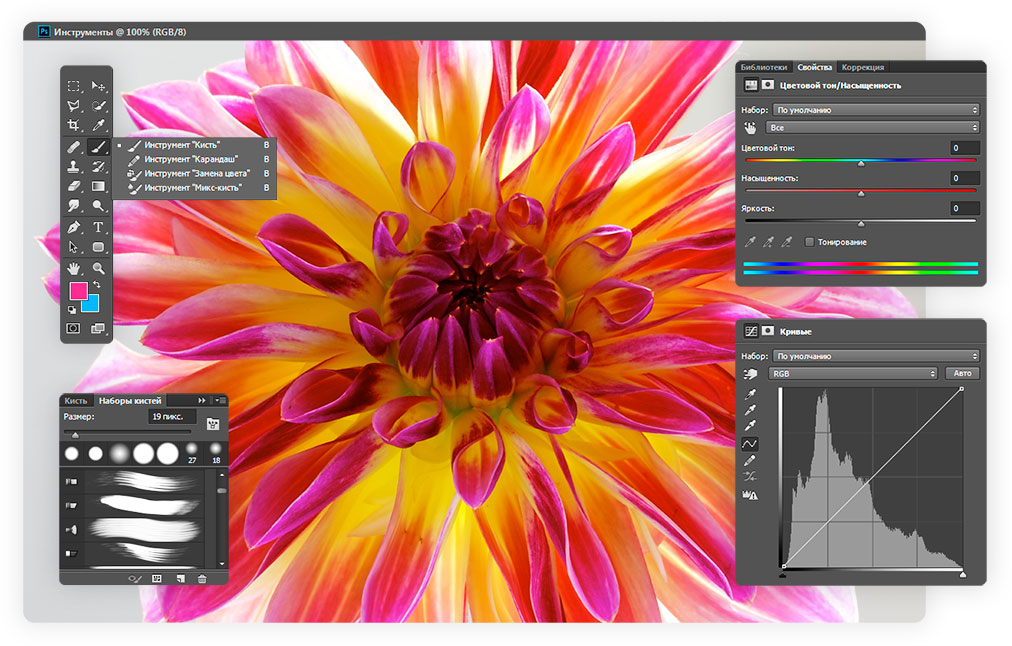 Ps Инструменты @ 100% (RGB/8)
Инструмент "Кисть" B
Инструмент "Карандаш" B
Инструмент "Замена цвета" B
Инструмент "Микс-кисть" B
T
Кисть Наборы кистей
Размер: 19 пикс.
27 18
Библиотеки Свойства Коррекция
Цветовой тон/Насыщенность
Набор: По умолчанию
Все
Цветовой тон: 0
Насыщенность: 0
Яркость: 0
Тонирование
Кривые
Набор: По умолчанию
RGB Авто